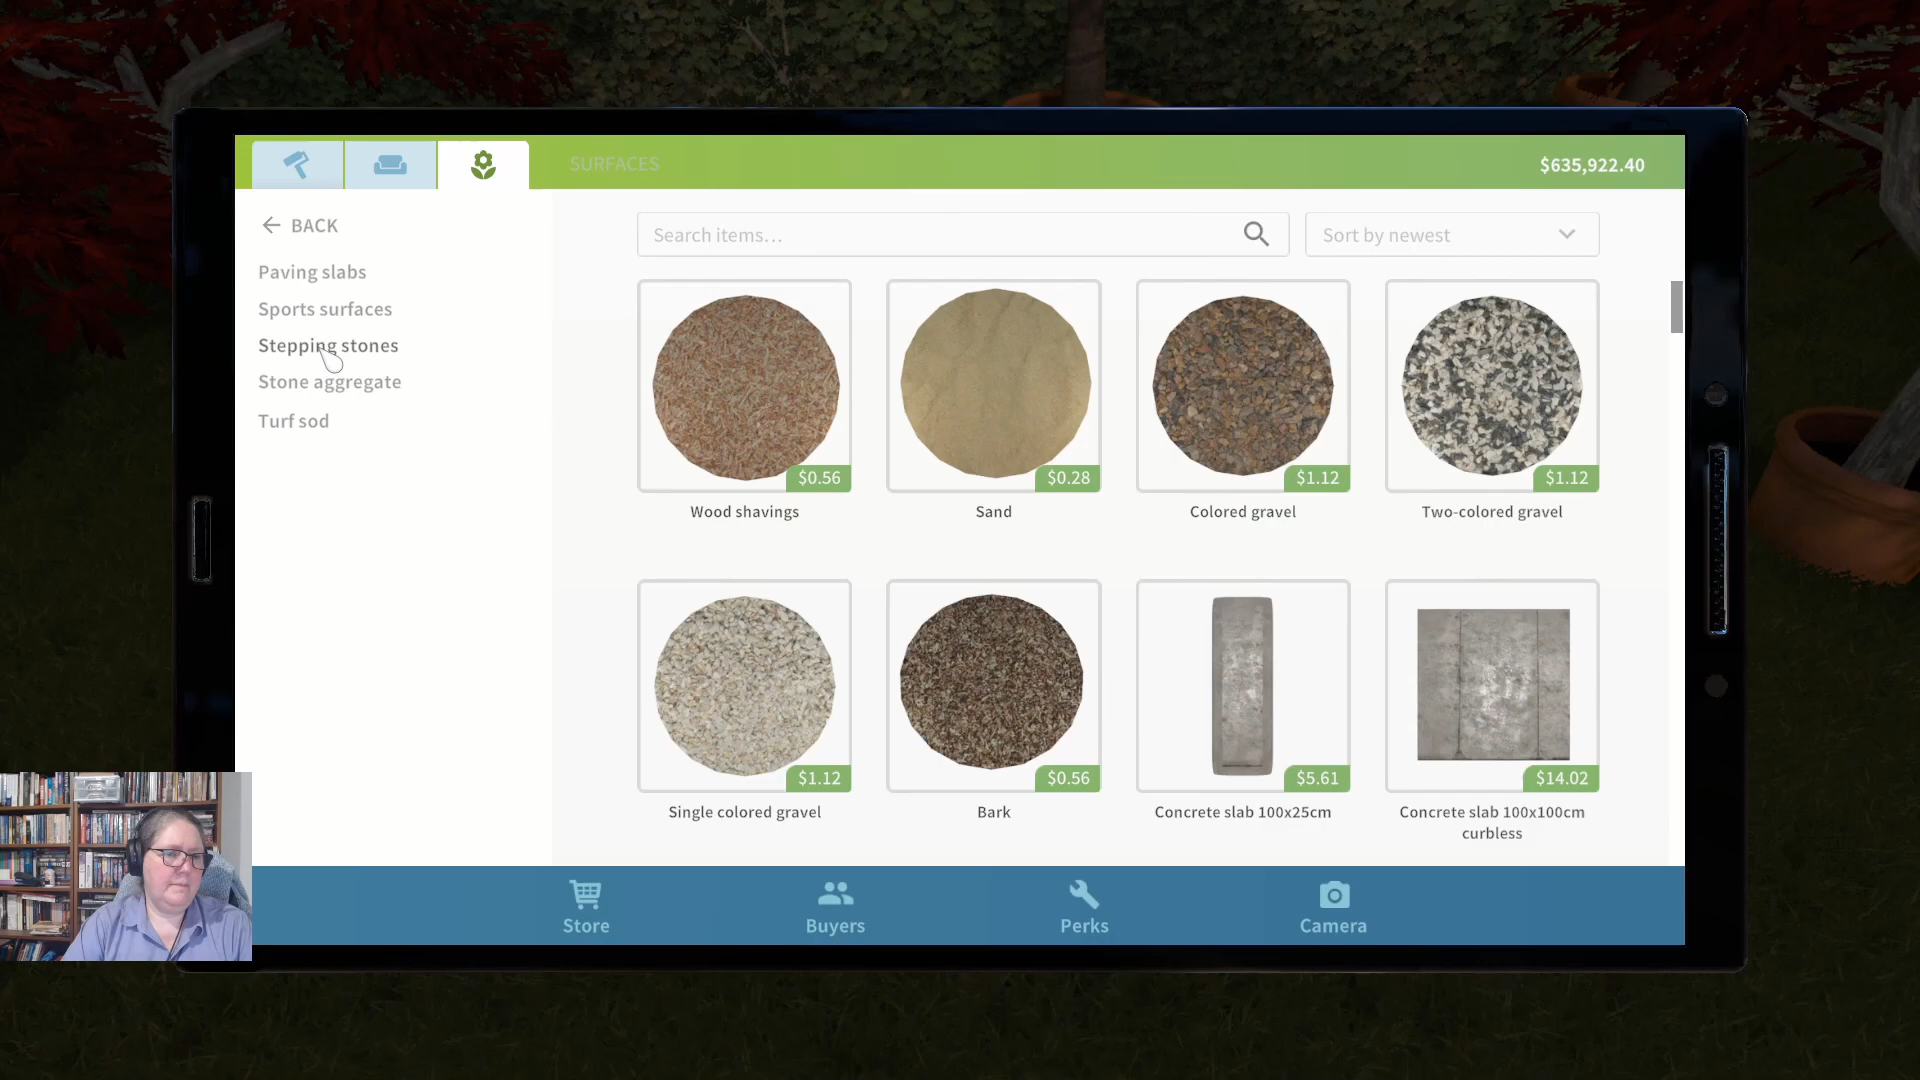 SURFACES
$635,922.40
BACK
Paving slabs
Sports surfaces
Stepping stones
Stone aggregate
Turf sod
Search items...
Sort by newest
$0.56
$0.28
$1.12
$1.12
Wood shavings
Sand
Colored gravel
Two-colored gravel
$1.12
$0.56
$5.61
$14.02
Single colored gravel
Bark
Concrete slab 100x25cm
Concrete slab 100x100cm
curbless
Store
Buyers
Perks
Camera